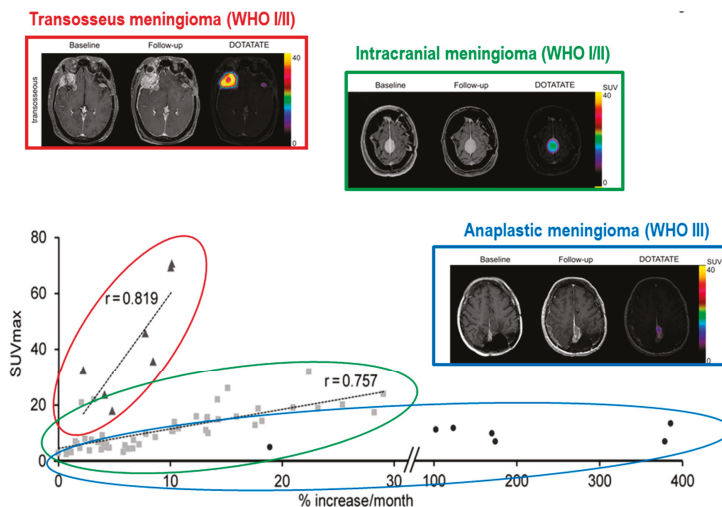 Transosseus meningioma (WHO I/II)
Baseline Follow-up DOTATATE
40
transosseous
0
Intracranial meningioma (WHO I/II)
Baseline Follow-up DOTATATE SUV
40
0
Anaplastic meningioma (WHO III)
Baseline Follow-up DOTATATE SUV
40
0
80
60
40
20
0
SUVmax
r=0.819
r=0.757
0 10 20 30 100 200 300 400
% increase/month